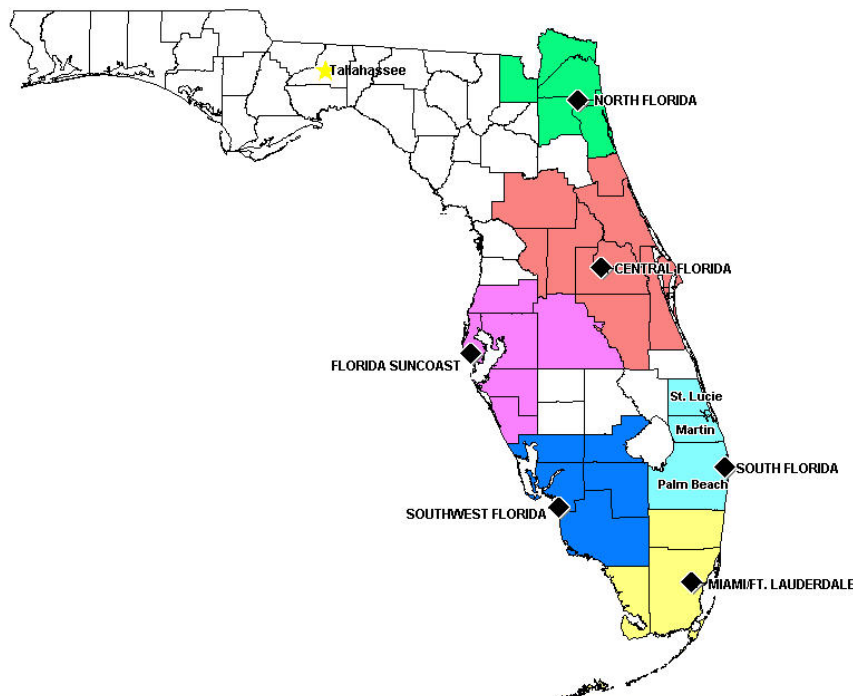 Tallahassee
NORTH FLORIDA
CENTRAL FLORIDA
FLORIDA SUNCOAST
St. Lucie
Martin
SOUTH FLORIDA
Palm Beach
SOUTHWEST FLORIDA
MIAMI/FT. LAUDERDALE